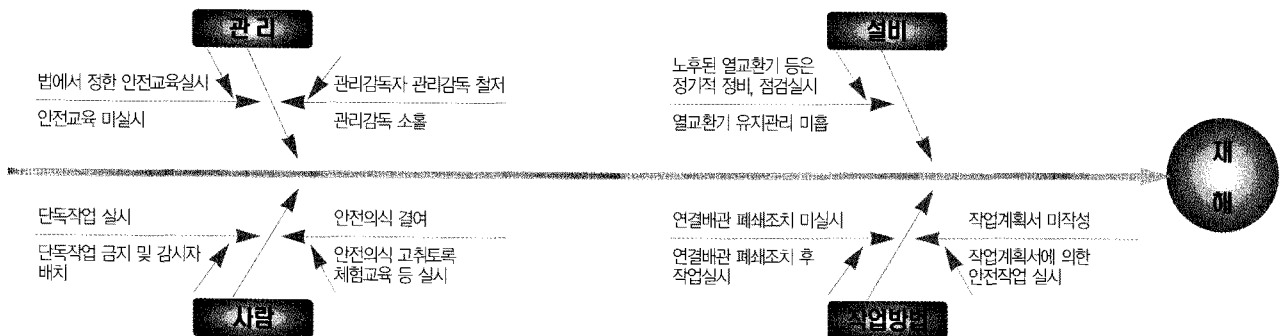 관리
법에서 정한 안전교육실시
안전교육 미실시
관리감독자 관리감독 철저
관리감독 소홀
설비
노후된 열교환기 등은
정기적 정비, 점검실시
열교환기 유지관리 미흡
재
해
단독작업 실시
단독작업 금지 및 감시자
배치
안전의식 결여
안전의식 고취토록
체험교육 등 실시
사람
연결배관 폐쇄조치 미실시
연결배관 폐쇄조치 후
작업실시
작업계획서 미작성
작업계획서에 의한
안전작업 실시
작업방법